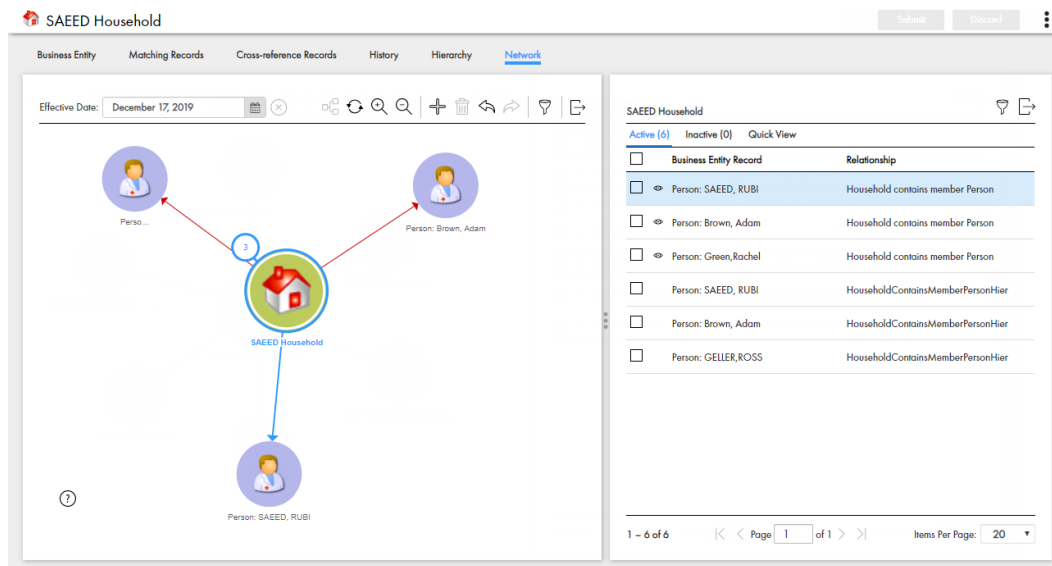 SAEED Household
Submit
Discard
Business Entity
Matching Records
Cross-reference Records
History
Hierarchy
Network
Effective Date:
December 17, 2019
Perso...
Person: Brown, Adam
3
SAEED Household
Person: SAEED, RUBI
?
SAEED Household
Active (6)
Inactive (0)
Quick View
Business Entity Record
Relationship
Person: SAEED, RUBI
Household contains member Person
Person: Brown, Adam
Household contains member Person
Person: Green,Rachel
Household contains member Person
Person: SAEED, RUBI
HouseholdContainsMemberPersonHier
Person: Brown, Adam
HouseholdContainsMemberPersonHier
Person: GELLER,ROSS
HouseholdContainsMemberPersonHier
1 – 6 of 6
Page 1 of 1
Items Per Page: 20